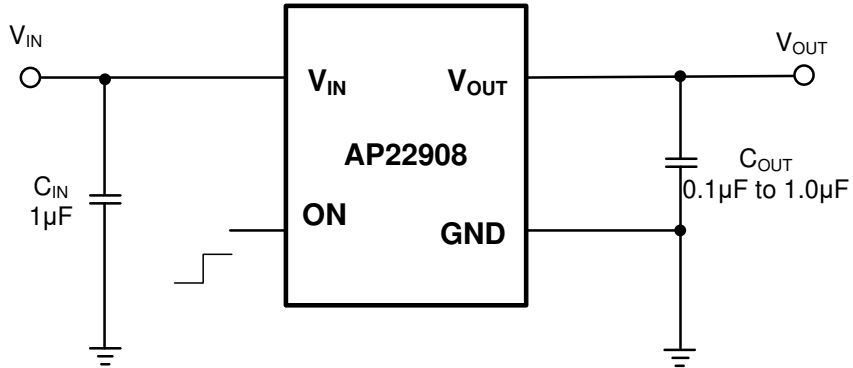 VIN
VOUT
VIN
VOUT
AP22908
CIN
1µF
COUT
0.1µF to 1.0µF
ON
GND